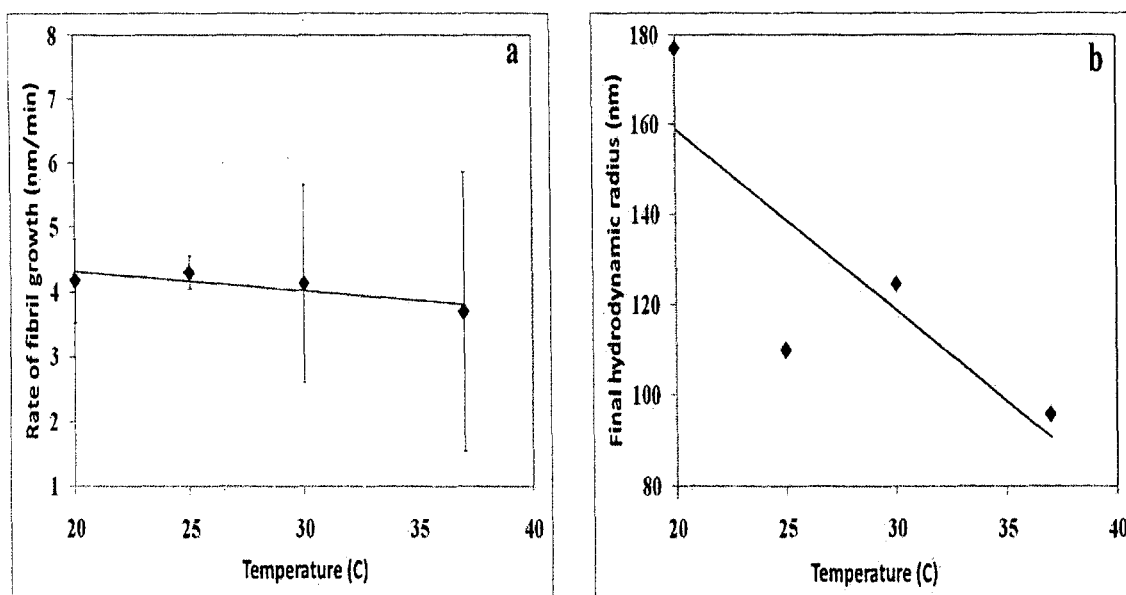 a
8
7
6
5
4
3
2
1
Rate of fibril growth (nm/min)
20 25 30 35 40
Temperature (C)
b
180
160
140
120
100
80
Final hydrodynamic radius (nm)
20 25 30 35 40
Temperature (C)